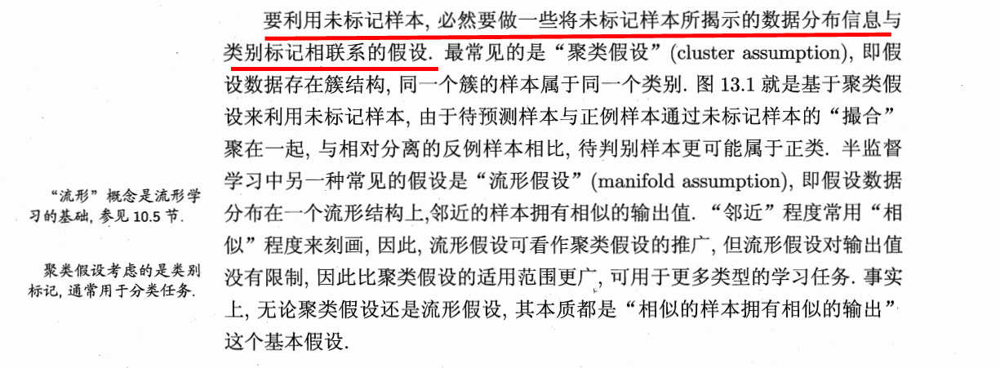 要利用未标记样本, 必然要做一些将未标记样本所揭示的数据分布信息与
类别标记相联系的假设. 最常见的是“聚类假设”(cluster assumption), 即假
设数据存在簇结构, 同一个簇的样本属于同一个类别. 图 13.1 就是基于聚类假
设来利用未标记样本, 由于待预测样本与正例样本通过未标记样本的“撮合”
聚在一起, 与相对分离的反例样本相比, 待判别样本更可能属于正类. 半监督
学习中另一种常见的假设是“流形假设”(manifold assumption), 即假设数据
分布在一个流形结构上,邻近的样本拥有相似的输出值. “邻近”程度常用“相
似”程度来刻画, 因此, 流形假设可看作聚类假设的推广, 但流形假设对输出值
没有限制, 因此比聚类假设的适用范围更广, 可用于更多类型的学习任务. 事实
上, 无论聚类假设还是流形假设, 其本质都是“相似的样本拥有相似的输出”
这个基本假设.
“流形”概念是流形学
习的基础, 参见 10.5 节.
聚类假设考虑的是类别
标记, 通常用于分类任务.